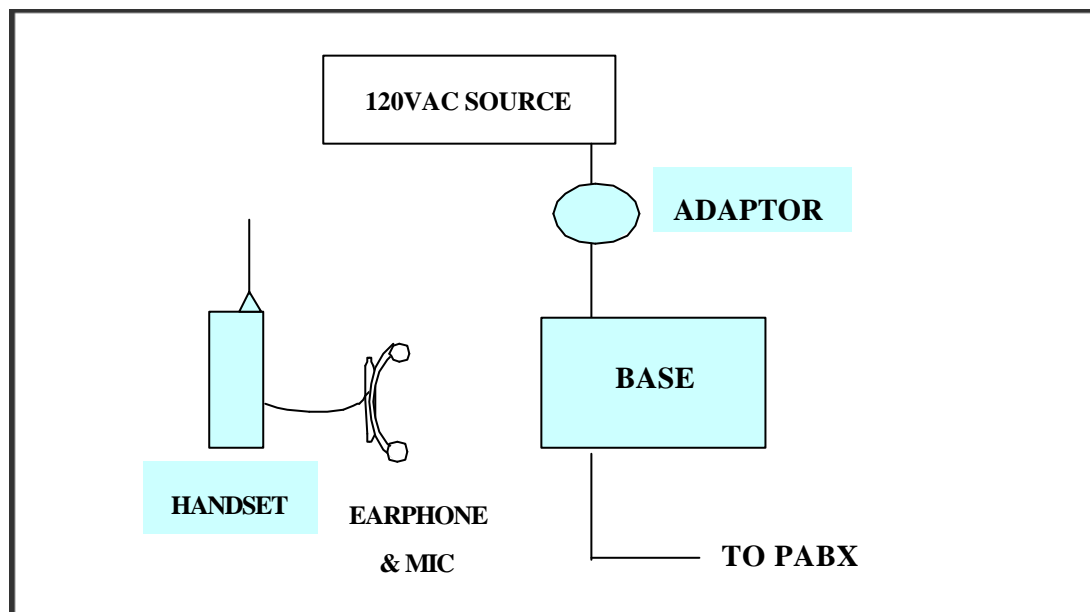 120VAC SOURCE
ADAPTOR
BASE
HANDSET
EARPHONE
& MIC
TO PABX